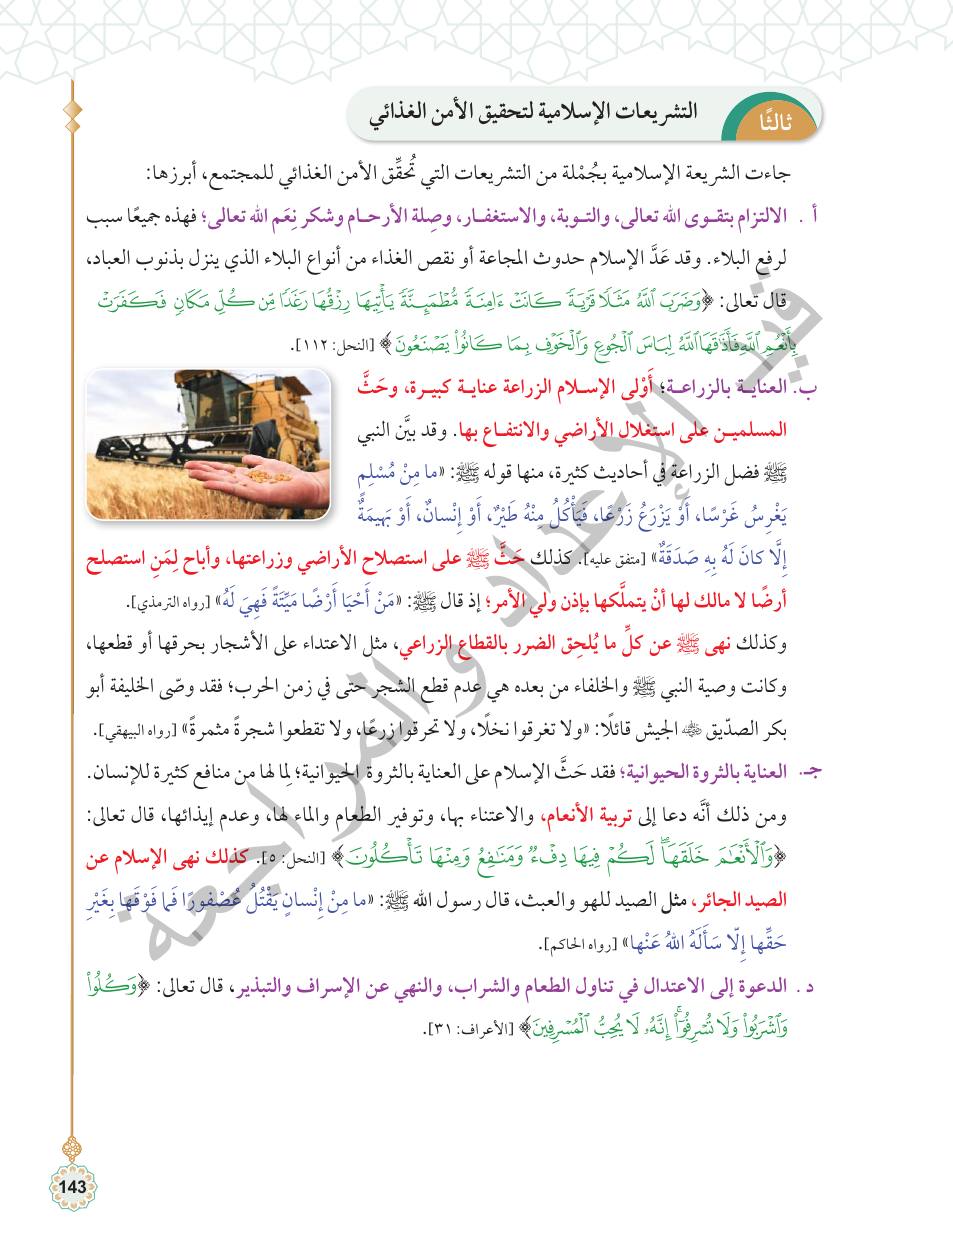 ثالثًا
التشريعات الإسلامية لتحقيق الأمن الغذائي
جاءت الشريعة الإسلامية بجُمْلة من التشريعات التي تُحقِّق الأمن الغذائي للمجتمع، أبرزها:
أ . الالتزام بتقوى الله تعالى، والتوبة، والاستغفار، وصِلة الأرحام وشكر نِعَم الله تعالى؛ فهذه جميعًا سبب
لرفع البلاء. وقد عَدَّ الإسلام حدوث المجاعة أو نقص الغذاء من أنواع البلاء الذي ينزل بذنوب العباد،
قال تعالى: ﴿وَضَرَبَ ٱللَّهُ مَثَلًا قَرْيَةً كَانَتْ ءَامِنَةً مُّطْمَئِنَّةً يَأْتِيهَا رِزْقُهَا رَغَدًا مِّن كُلِّ مَكَانٍ فَكَفَرَتْ
بِأَنْعُمِ ٱللَّهِ فَأَذَٰقَهَا ٱللَّهُ لِبَاسَ ٱلْجُوعِ وَٱلْخَوْفِ بِمَا كَانُواْ يَصْنَعُونَ﴾ [النحل: ١١٢].
ب. العناية بالزراعة؛ أَوْلى الإسلام الزراعة عناية كبيرة، وحَثَّ
المسلمين على استغلال الأراضي والانتفاع بها. وقد بيَّن النبي
ﷺ فضل الزراعة في أحاديث كثيرة، منها قوله ﷺ: «ما مِنْ مُسْلِمٍ
يَغْرِسُ غَرْسًا، أَوْ يَزْرَعُ زَرْعًا، فَيَأْكُلُ مِنْهُ طَيْرٌ، أَوْ إِنْسانٌ، أَوْ بَهِيمَةٌ
إِلَّا كانَ لَهُ بِهِ صَدَقَةٌ» [متفق عليه]. كذلك حَثَّ ﷺ على استصلاح الأراضي وزراعتها، وأباح لِمَنِ استصلح
أرضًا لا مالك لها أنْ يتملَّكها بإذن ولي الأمر؛ إذ قال ﷺ: «مَنْ أَحْيَا أَرْضًا مَيِّتَةً فَهِيَ لَهُ» [رواه الترمذي].
وكذلك نهى ﷺ عن كلِّ ما يُلحِق الضرر بالقطاع الزراعي، مثل الاعتداء على الأشجار بحرقها أو قطعها،
وكانت وصية النبي ﷺ والخلفاء من بعده هي عدم قطع الشجر حتى في زمن الحرب؛ فقد وصّى الخليفة أبو
بكر الصدّيق رضي الله عنه الجيش قائلًا: «ولا تغرقوا نخلًا، ولا تحرقوا زرعًا، ولا تقطعوا شجرةً مثمرةً» [رواه البيهقي].
جـ. العناية بالثروة الحيوانية؛ فقد حَثَّ الإسلام على العناية بالثروة الحيوانية؛ لِما لها من منافع كثيرة للإنسان.
ومن ذلك أنَّه دعا إلى تربية الأنعام، والاعتناء بها، وتوفير الطعام والماء لها، وعدم إيذائها، قال تعالى:
﴿وَٱلْأَنْعَٰمَ خَلَقَهَاۖ لَكُمْ فِيهَا دِفْءٌ وَمَنَٰفِعُ وَمِنْهَا تَأْكُلُونَ﴾ [النحل: ٥]. كذلك نهى الإسلام عن
الصيد الجائر، مثل الصيد للهو والعبث، قال رسول الله ﷺ: «ما مِنْ إِنْسانٍ يَقْتُلُ عُصْفورًا فَما فَوْقَها بِغَيْرِ
حَقِّها إِلّا سَأَلَهُ اللهُ عَنْها» [رواه الحاكم].
د . الدعوة إلى الاعتدال في تناول الطعام والشراب، والنهي عن الإسراف والتبذير، قال تعالى: ﴿وَكُلُواْ
وَٱشْرَبُواْ وَلَا تُسْرِفُوٓاْۚ إِنَّهُۥ لَا يُحِبُّ ٱلْمُسْرِفِينَ﴾ [الأعراف: ٣١].
قيد الإعداد والمراجعة
143